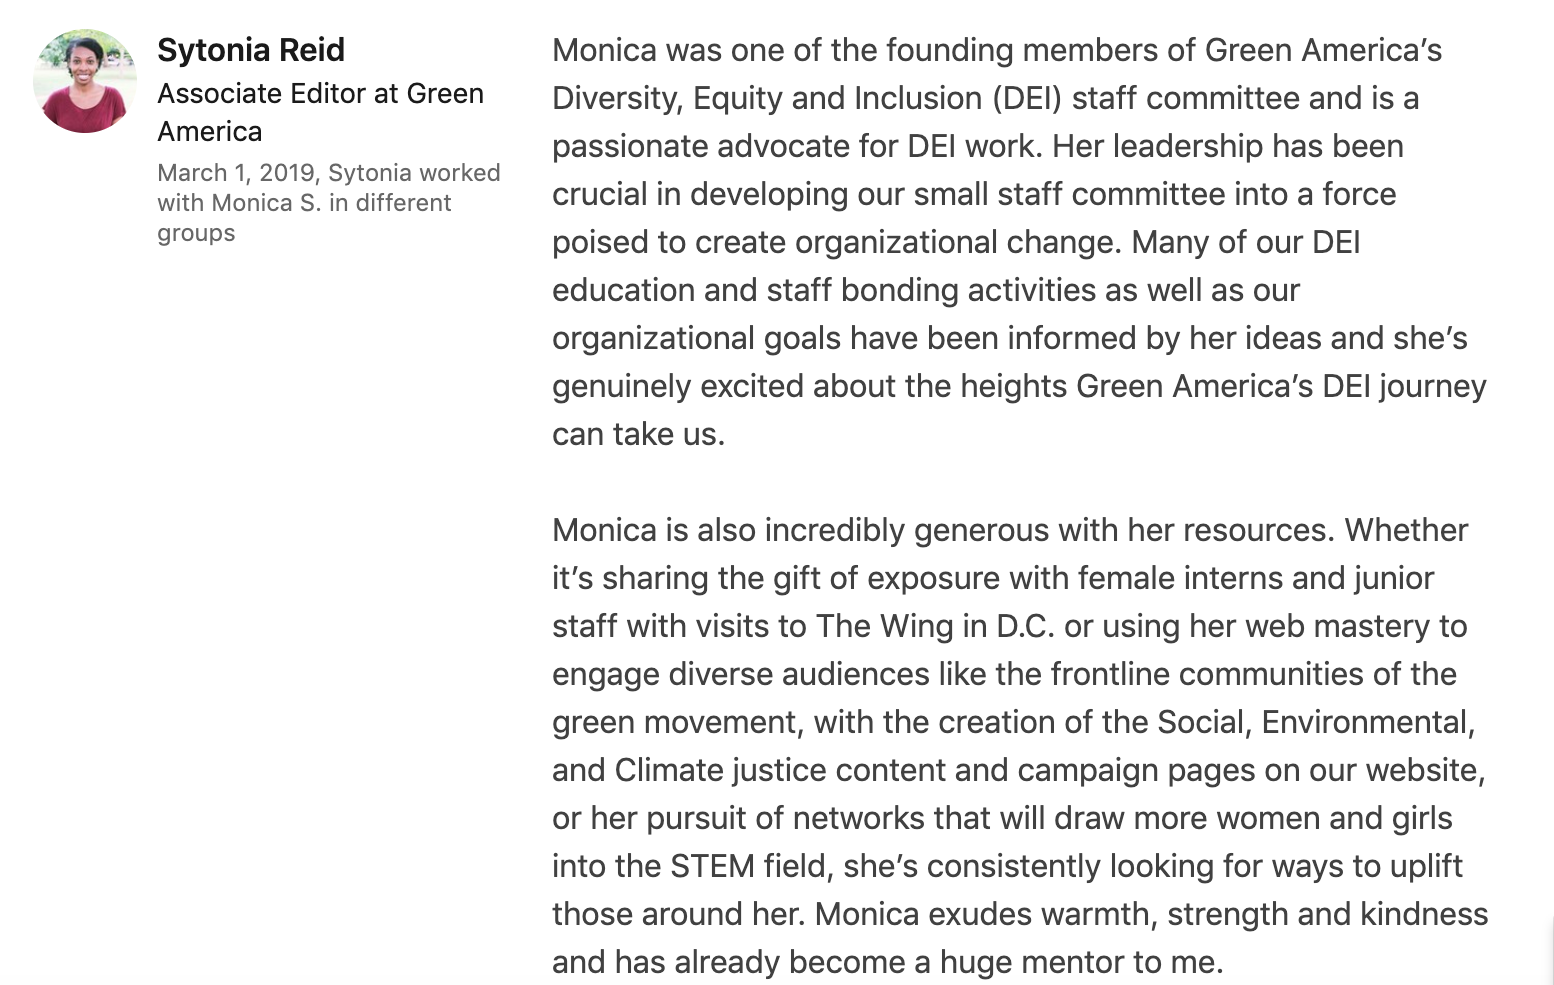 Sytonia Reid
Associate Editor at Green
America
March 1, 2019, Sytonia worked
with Monica S. in different
groups
Monica was one of the founding members of Green America’s
Diversity, Equity and Inclusion (DEI) staff committee and is a
passionate advocate for DEI work. Her leadership has been
crucial in developing our small staff committee into a force
poised to create organizational change. Many of our DEI
education and staff bonding activities as well as our
organizational goals have been informed by her ideas and she’s
genuinely excited about the heights Green America’s DEI journey
can take us.
Monica is also incredibly generous with her resources. Whether
it’s sharing the gift of exposure with female interns and junior
staff with visits to The Wing in D.C. or using her web mastery to
engage diverse audiences like the frontline communities of the
green movement, with the creation of the Social, Environmental,
and Climate justice content and campaign pages on our website,
or her pursuit of networks that will draw more women and girls
into the STEM field, she’s consistently looking for ways to uplift
those around her. Monica exudes warmth, strength and kindness
and has already become a huge mentor to me.